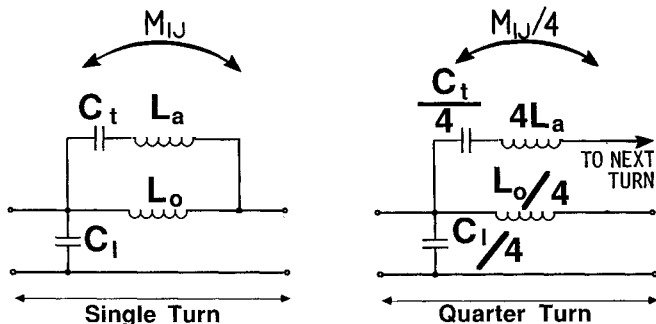 M_IJ
C_t
L_a
L_o
C_l
Single Turn
M_IJ/4
C_t/4
4L_a
TO NEXT
TURN
L_o/4
C_l/4
Quarter Turn